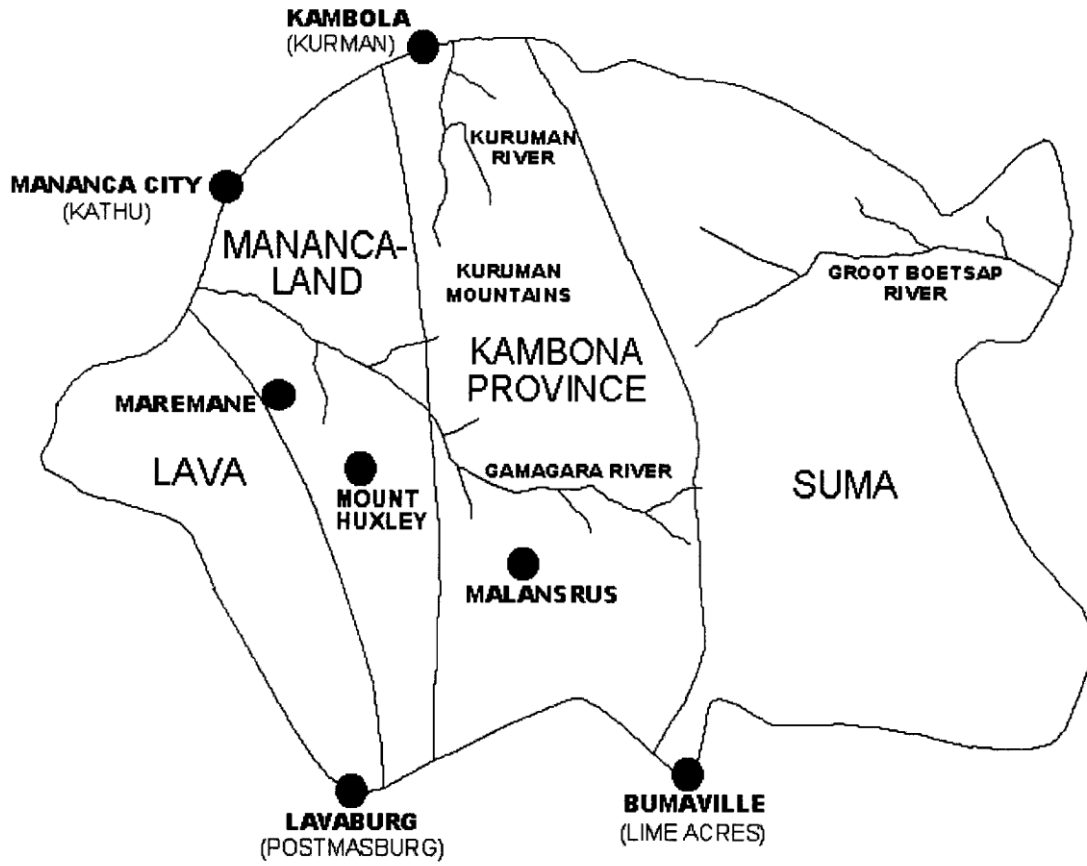 KAMBOLA
(KURMAN)
KURUMAN
RIVER
MANANCA CITY
(KATHU)
MANANCA-
LAND
KURUMAN
MOUNTAINS
GROOT BOETSAP
RIVER
KAMBONA
PROVINCE
MAREMANE
LAVA
GAMAGARA RIVER
SUMA
MOUNT
HUXLEY
MALANSRUS
LAVABURG
(POSTMASBURG)
BUMAVILLE
(LIME ACRES)